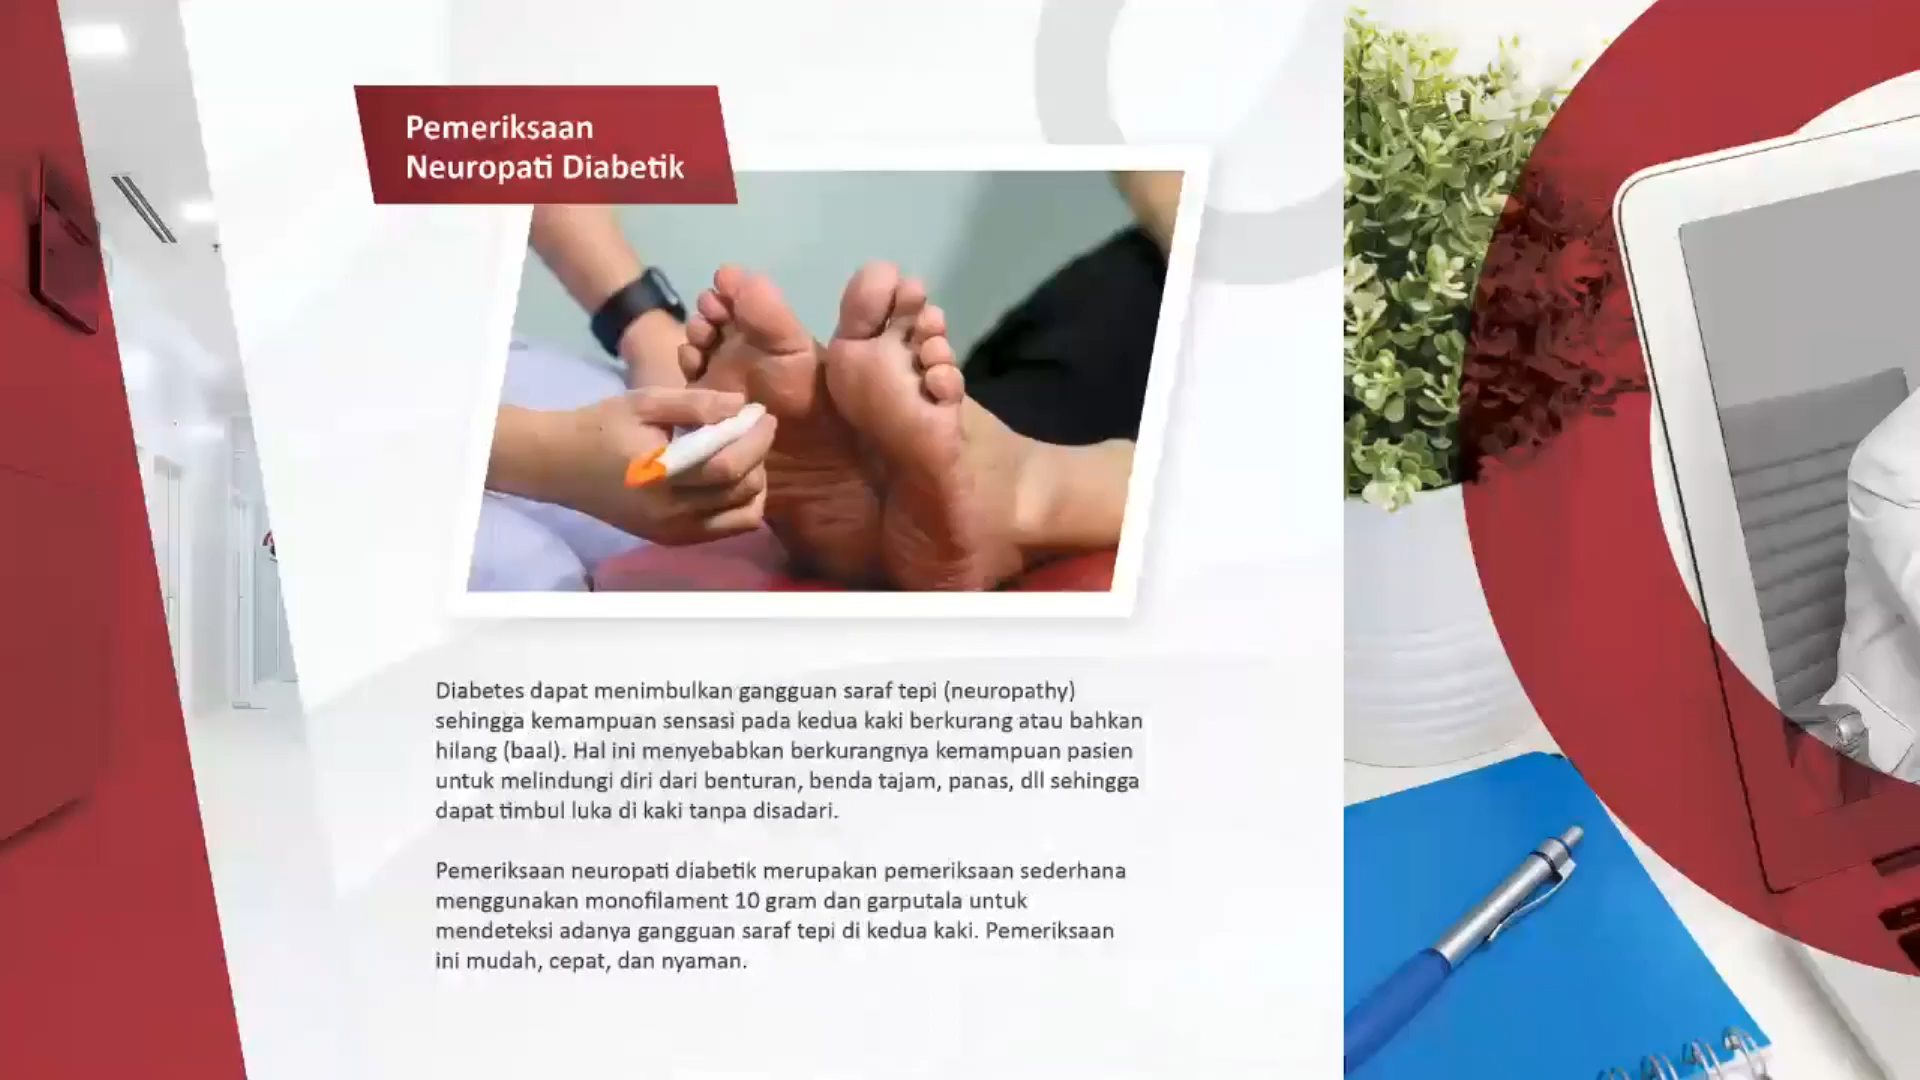 Pemeriksaan
Neuropati Diabetik
Diabetes dapat menimbulkan gangguan saraf tepi (neuropathy)
sehingga kemampuan sensasi pada kedua kaki berkurang atau bahkan
hilang (baal). Hal ini menyebabkan berkurangnya kemampuan pasien
untuk melindungi diri dari benturan, benda tajam, panas, dll sehingga
dapat timbul luka di kaki tanpa disadari.
Pemeriksaan neuropati diabetik merupakan pemeriksaan sederhana
menggunakan monofilament 10 gram dan garputala untuk
mendeteksi adanya gangguan saraf tepi di kedua kaki. Pemeriksaan
ini mudah, cepat, dan nyaman.